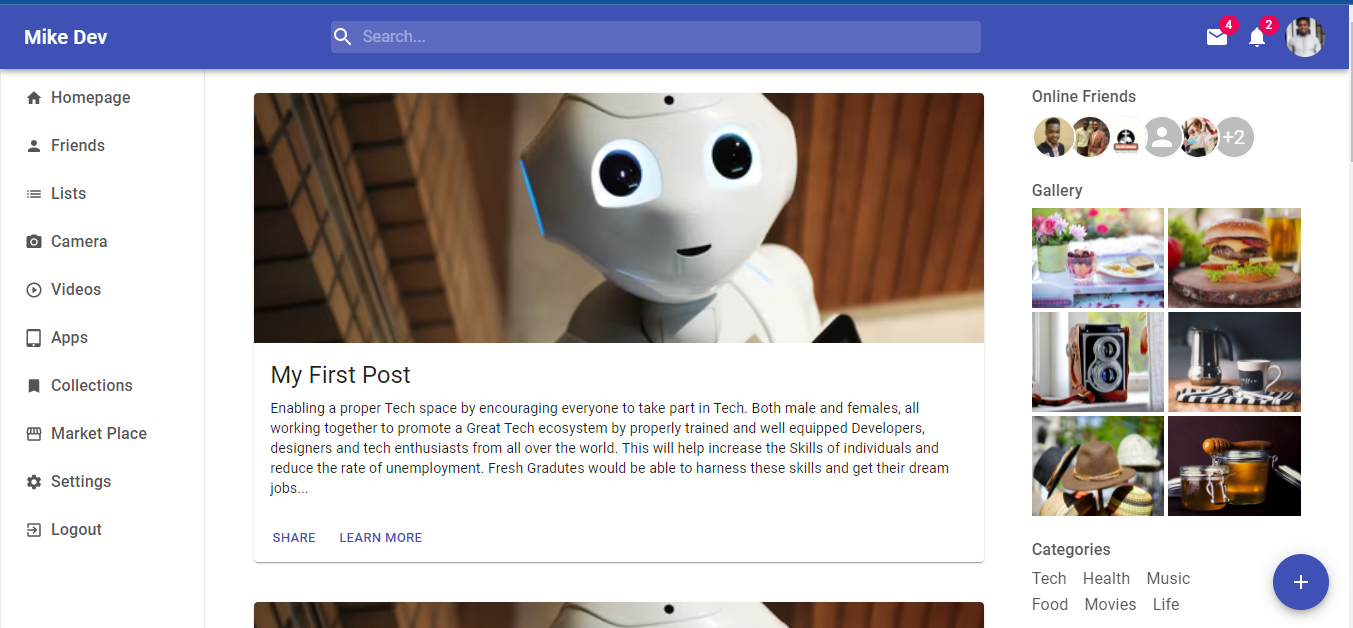 Mike Dev
Search...
4
2
Homepage
Friends
Lists
Camera
Videos
Apps
Collections
Market Place
Settings
Logout
My First Post
Enabling a proper Tech space by encouraging everyone to take part in Tech. Both male and females, all
working together to promote a Great Tech ecosystem by properly trained and well equipped Developers,
designers and tech enthusiasts from all over the world. This will help increase the Skills of individuals and
reduce the rate of unemployment. Fresh Gradutes would be able to harness these skills and get their dream
jobs...
SHARE LEARN MORE
Online Friends
+2
Gallery
Categories
Tech Health Music
Food Movies Life
+